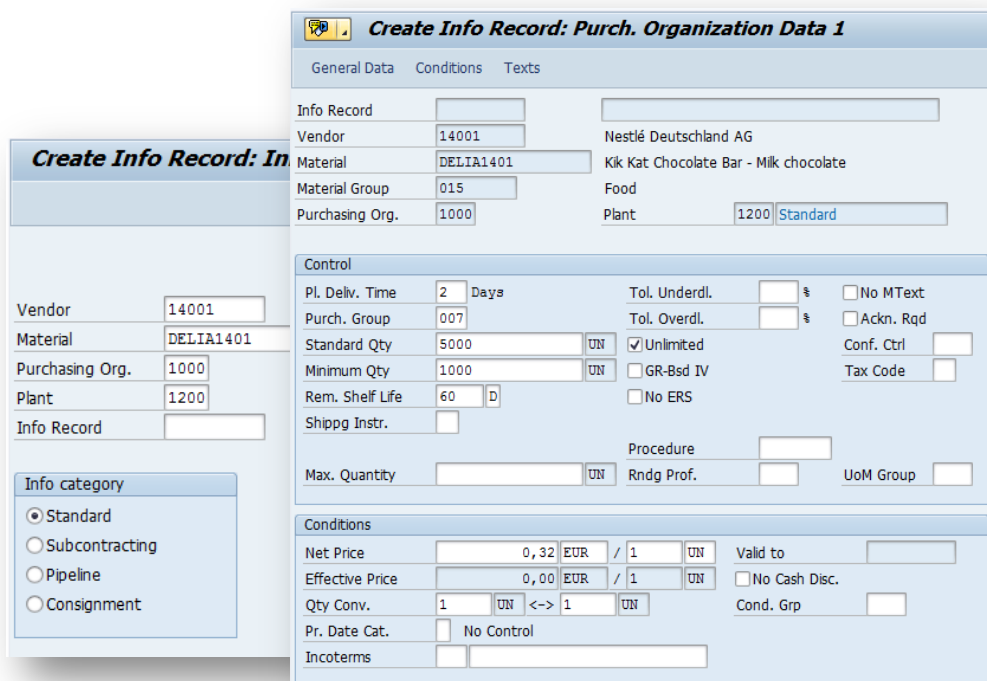 Create Info Record: In
Vendor 14001
Material DELIA1401
Purchasing Org. 1000
Plant 1200
Info Record
Info category
Standard
Subcontracting
Pipeline
Consignment
Create Info Record: Purch. Organization Data 1
General Data Conditions Texts
Info Record
Vendor 14001 Nestlé Deutschland AG
Material DELIA1401 Kik Kat Chocolate Bar - Milk chocolate
Material Group 015 Food
Purchasing Org. 1000 Plant 1200 Standard
Control
Pl. Deliv. Time 2 Days Tol. Underdl. % No MText
Purch. Group 007 Tol. Overdl. % Ackn. Rqd
Standard Qty 5000 UN Unlimited Conf. Ctrl
Minimum Qty 1000 UN GR-Bsd IV Tax Code
Rem. Shelf Life 60 D No ERS
Shippg Instr.
Procedure
Max. Quantity UN Rndg Prof. UoM Group
Conditions
Net Price 0,32 EUR / 1 UN Valid to
Effective Price 0,00 EUR / 1 UN No Cash Disc.
Qty Conv. 1 UN <-> 1 UN Cond. Grp
Pr. Date Cat. No Control
Incoterms